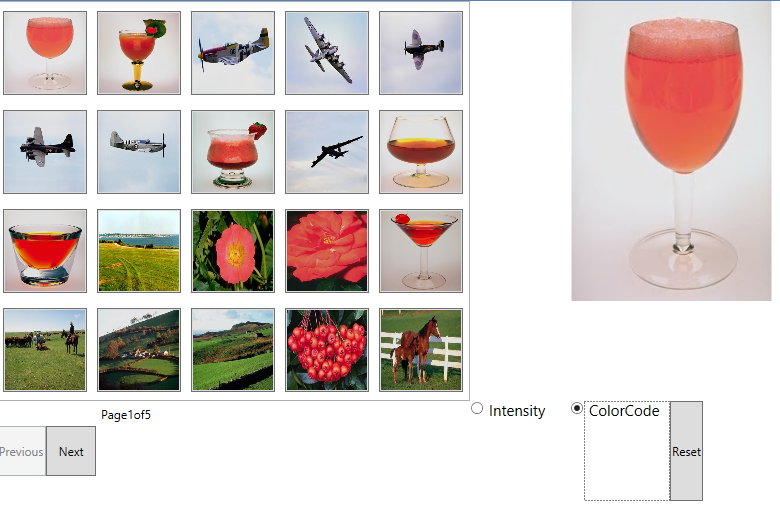 Page1of5
Intensity
ColorCode
Previous
Next
Reset